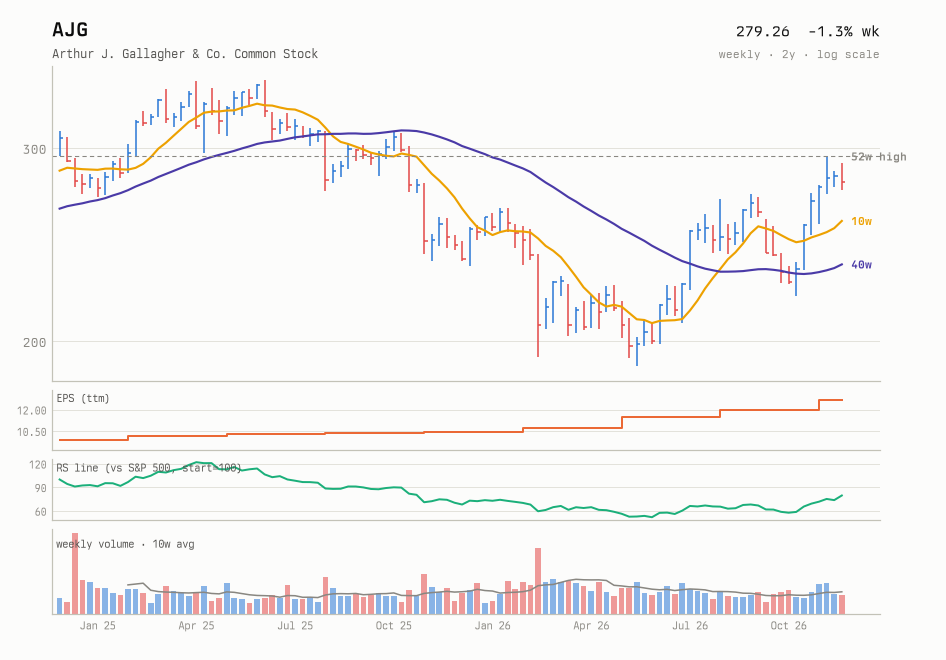 AJG
279.26 -1.3% wk
Arthur J. Gallagher & Co. Common Stock
weekly · 2y · log scale
300
52w high
10w
40w
200
EPS (ttm)
12.00
10.50
RS line (vs S&P 500, start=100)
120
90
60
weekly volume · 10w avg
Jan 25 Apr 25 Jul 25 Oct 25 Jan 26 Apr 26 Jul 26 Oct 26